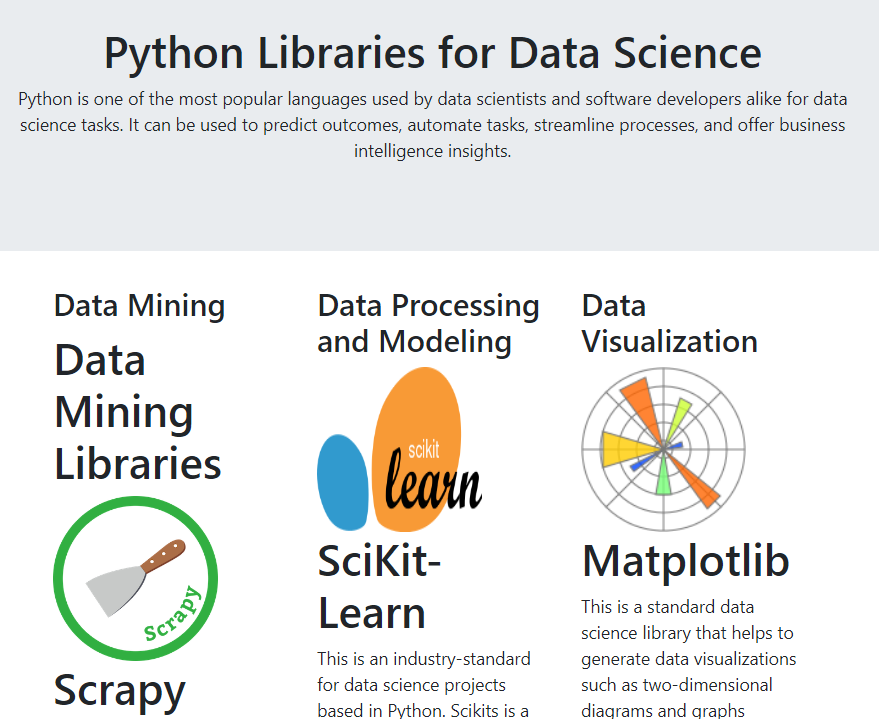 Python Libraries for Data Science
Python is one of the most popular languages used by data scientists and software developers alike for data
science tasks. It can be used to predict outcomes, automate tasks, streamline processes, and offer business
intelligence insights.
Data Mining
Data
Mining
Libraries
Scrapy
Scrapy
Data Processing
and Modeling
scikit
learn
SciKit-
Learn
This is an industry-standard
for data science projects
based in Python. Scikits is a
Data
Visualization
Matplotlib
This is a standard data
science library that helps to
generate data visualizations
such as two-dimensional
diagrams and graphs